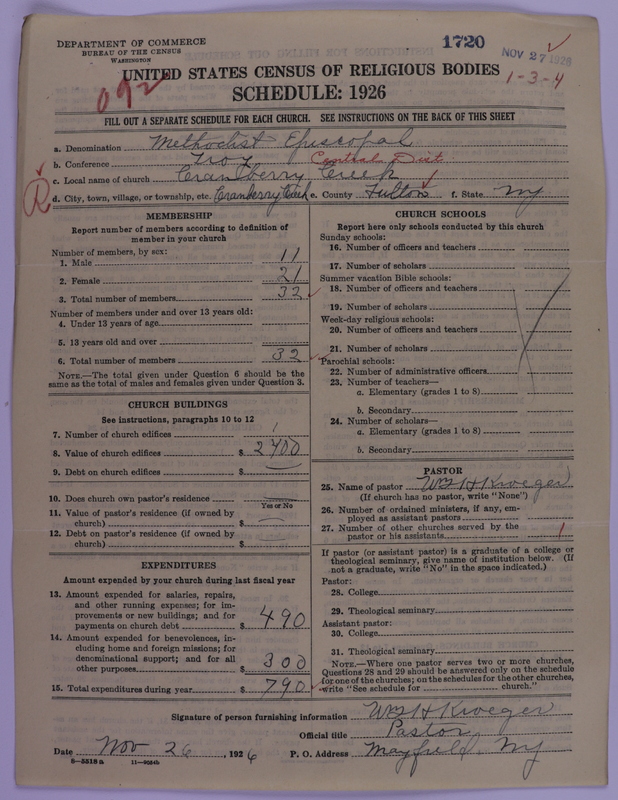 DEPARTMENT OF COMMERCE
BUREAU OF THE CENSUS
WASHINGTON
1720
NOV 27 1926
UNITED STATES CENSUS OF RELIGIOUS BODIES
1-3-4
092
SCHEDULE: 1926
FILL OUT A SEPARATE SCHEDULE FOR EACH CHURCH. SEE INSTRUCTIONS ON THE BACK OF THIS SHEET
a. Denomination Methodist Episcopal
b. Conference Troy Central Dist.
c. Local name of church Cranberry Creek
R
d. City, town, village, or township, etc. Cranberry Creek e. County Fulton f. State NY
MEMBERSHIP
Report number of members according to definition of member in your church
Number of members, by sex:
1. Male 11
2. Female 21
3. Total number of members 32
Number of members under and over 13 years old:
4. Under 13 years of age
5. 13 years old and over
6. Total number of members 32
NOTE.—The total given under Question 6 should be the same as the total of males and females given under Question 3.
CHURCH BUILDINGS
See instructions, paragraphs 10 to 12
7. Number of church edifices 1
8. Value of church edifices $ 2400
9. Debt on church edifices $
10. Does church own pastor's residence
Yes or No
11. Value of pastor's residence (if owned by church) $
12. Debt on pastor's residence (if owned by church) $
EXPENDITURES
Amount expended by your church during last fiscal year
13. Amount expended for salaries, repairs, and other running expenses; for improvements or new buildings; and for payments on church debt $ 490
14. Amount expended for benevolences, including home and foreign missions; for denominational support; and for all other purposes $ 300
15. Total expenditures during year $ 790
CHURCH SCHOOLS
Report here only schools conducted by this church
Sunday schools:
16. Number of officers and teachers
17. Number of scholars
Summer vacation Bible schools:
18. Number of officers and teachers
19. Number of scholars
Week-day religious schools:
20. Number of officers and teachers
21. Number of scholars
Parochial schools:
22. Number of administrative officers
23. Number of teachers—
a. Elementary (grades 1 to 8)
b. Secondary
24. Number of scholars—
a. Elementary (grades 1 to 8)
b. Secondary
PASTOR
25. Name of pastor Wm H Kroeger
(If church has no pastor, write "None")
26. Number of ordained ministers, if any, employed as assistant pastors
27. Number of other churches served by the pastor or his assistants 1
If pastor (or assistant pastor) is a graduate of a college or theological seminary, give name of institution below. (If not a graduate, write "No" in the space indicated.)
Pastor:
28. College
29. Theological seminary
Assistant pastor:
30. College
31. Theological seminary
NOTE.—Where one pastor serves two or more churches, Questions 28 and 29 should be answered only on the schedule for one of the churches; on the schedules for the other churches, write "See schedule for church."
Signature of person furnishing information Wm H Kroeger
Official title Pastor
Date Nov 26, 1926 P. O. Address Mayfield, NY
8—5518 a 11—9034b